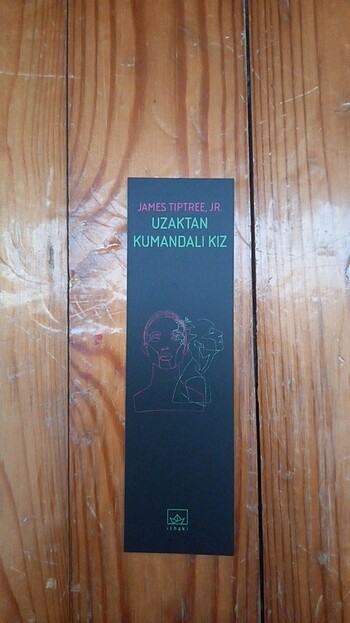 JAMES TIPTREE, JR.
UZAKTAN
KUMANDALI KIZ
ithaki